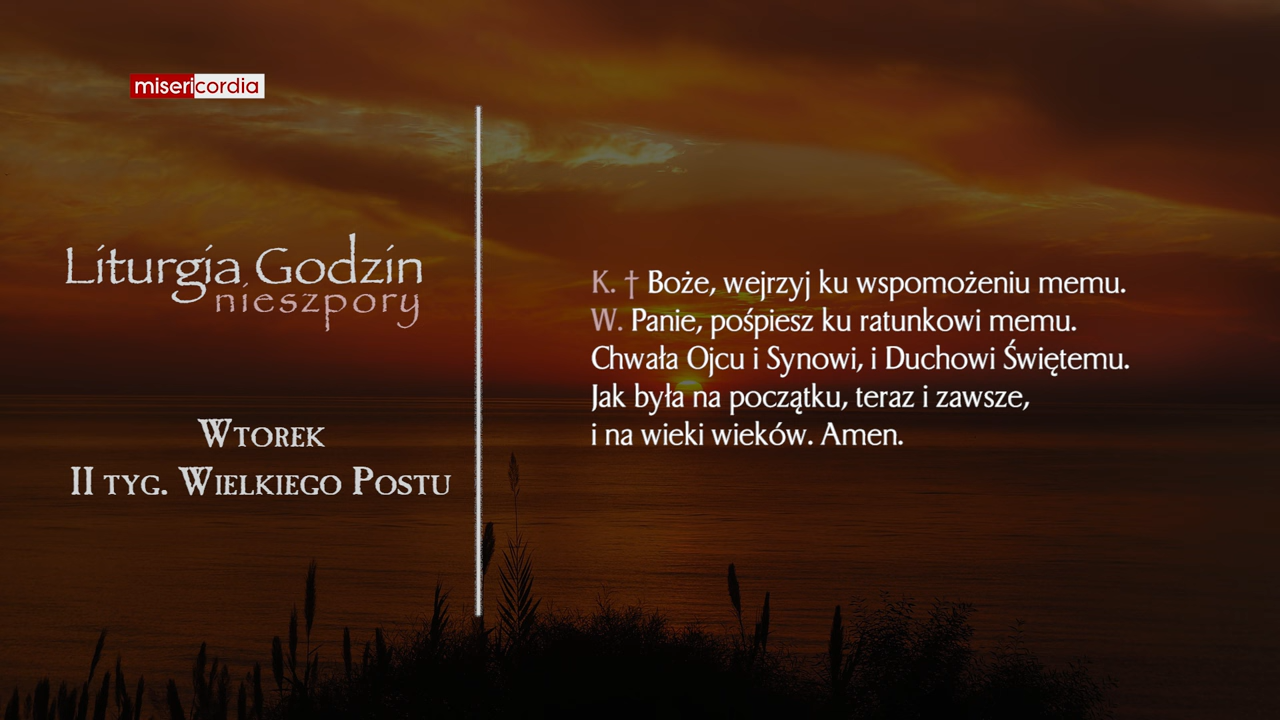 misericordia
Liturgia Godzin
nieszpory
Wtorek
II tyg. Wielkiego Postu
K. † Boże, wejrzyj ku wspomożeniu memu.
W. Panie, pośpiesz ku ratunkowi memu.
Chwała Ojcu i Synowi, i Duchowi Świętemu.
Jak była na początku, teraz i zawsze,
i na wieki wieków. Amen.